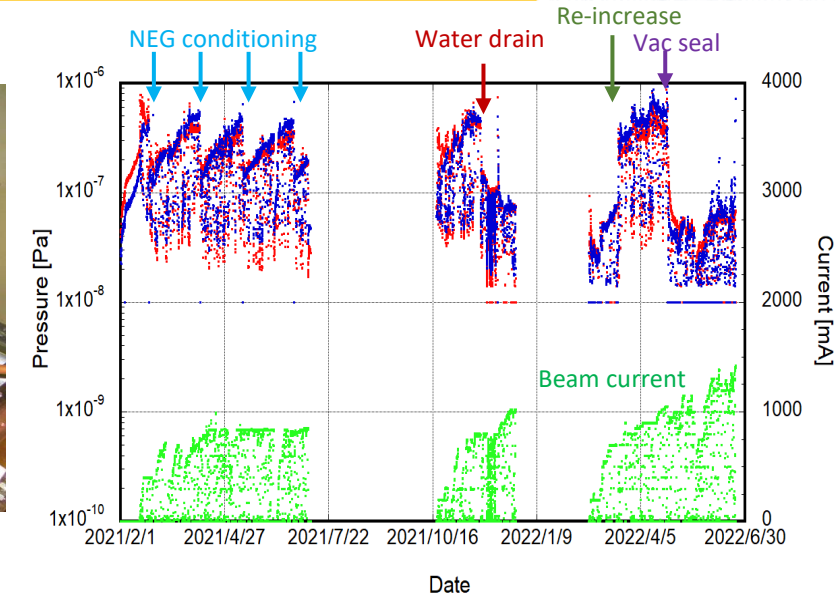 Re-increase
NEG conditioning
Water drain
Vac seal
1x10-6
4000
1x10-7
3000
Pressure [Pa]
Current [mA]
1x10-8
2000
Beam current
1x10-9
1000
1x10-10
0
2021/2/1 2021/4/27 2021/7/22 2021/10/16 2022/1/9 2022/4/5 2022/6/30
Date